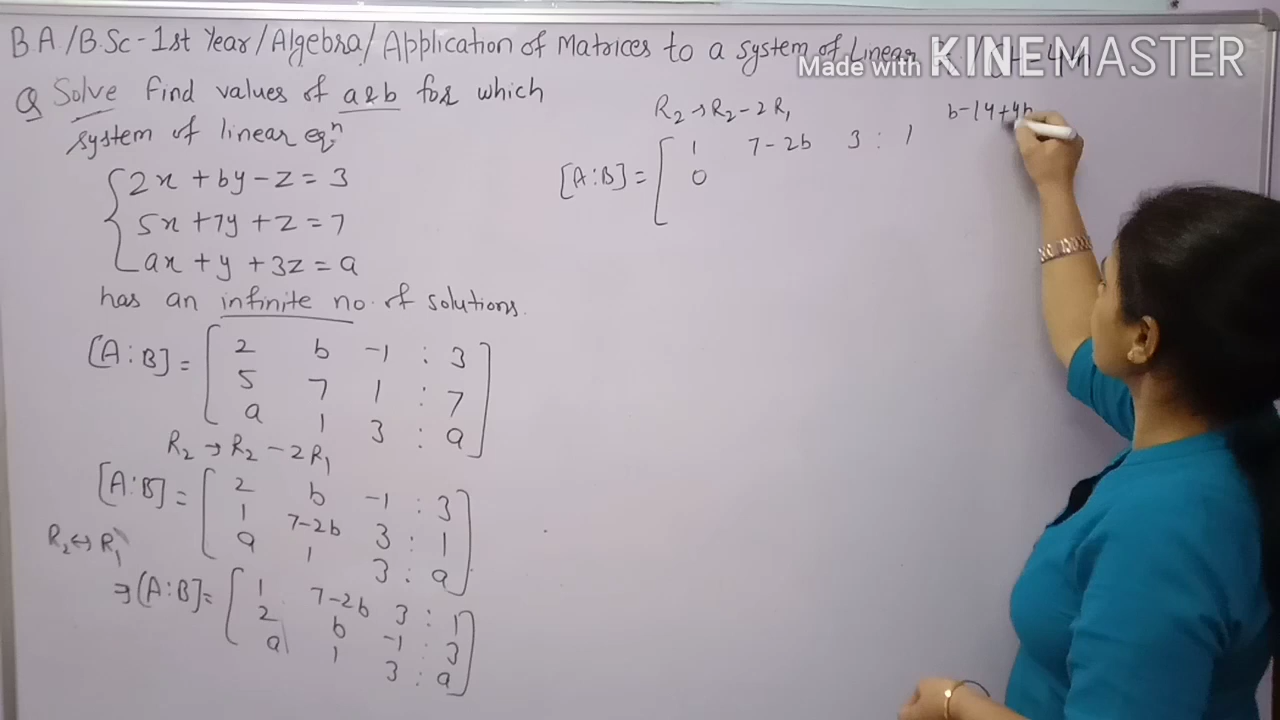 B.A./B.Sc-1st Year/Algebra/Application of Matrices to a system of Linear
Made with KINEMASTER
Q Solve find values of a & b for which
system of linear eqⁿ
2x + by - z = 3
5x + 7y + z = 7
ax + y + 3z = a
has an infinite no. of solutions.
[A:B] = [ 2 b -1 : 3
5 7 1 : 7
a 1 3 : a ]
R₂ → R₂ - 2R₁
[A:B] = [ 2 b -1 : 3
1 7-2b 3 : 1
a 1 3 : a ]
R₂ ↔ R₁
⇒ [A:B] = [ 1 7-2b 3 : 1
2 b -1 : 3
a 1 3 : a ]
R₂ → R₂ - 2R₁
b-14+4b
[A:B] = [ 1 7-2b 3 : 1
0